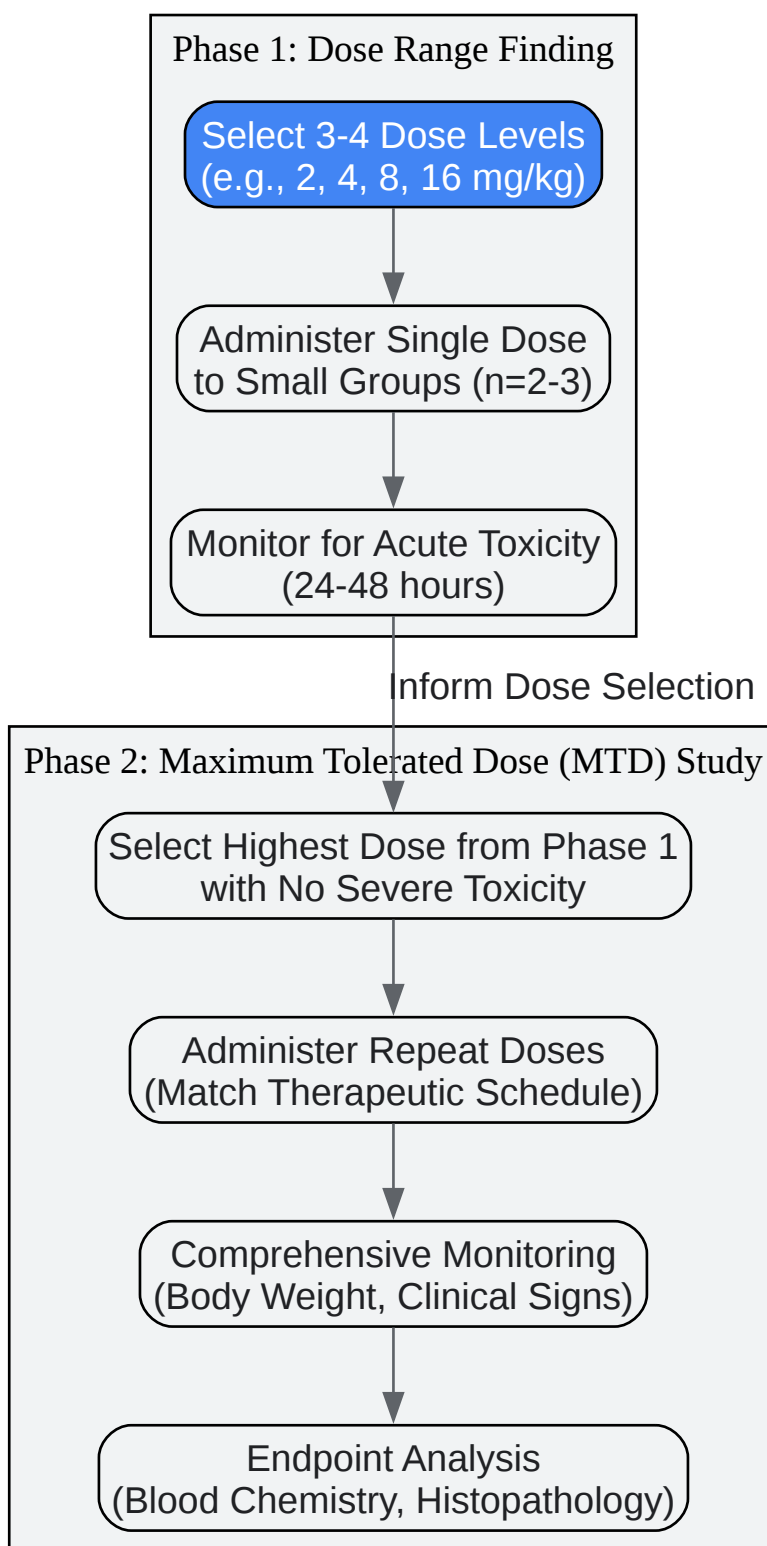 Phase 1: Dose Range Finding
Select 3-4 Dose Levels
(e.g., 2, 4, 8, 16 mg/kg)
Administer Single Dose
to Small Groups (n=2-3)
Monitor for Acute Toxicity
(24-48 hours)
Inform Dose Selection
Phase 2: Maximum Tolerated Dose (MTD) Study
Select Highest Dose from Phase 1
with No Severe Toxicity
Administer Repeat Doses
(Match Therapeutic Schedule)
Comprehensive Monitoring
(Body Weight, Clinical Signs)
Endpoint Analysis
(Blood Chemistry, Histopathology)